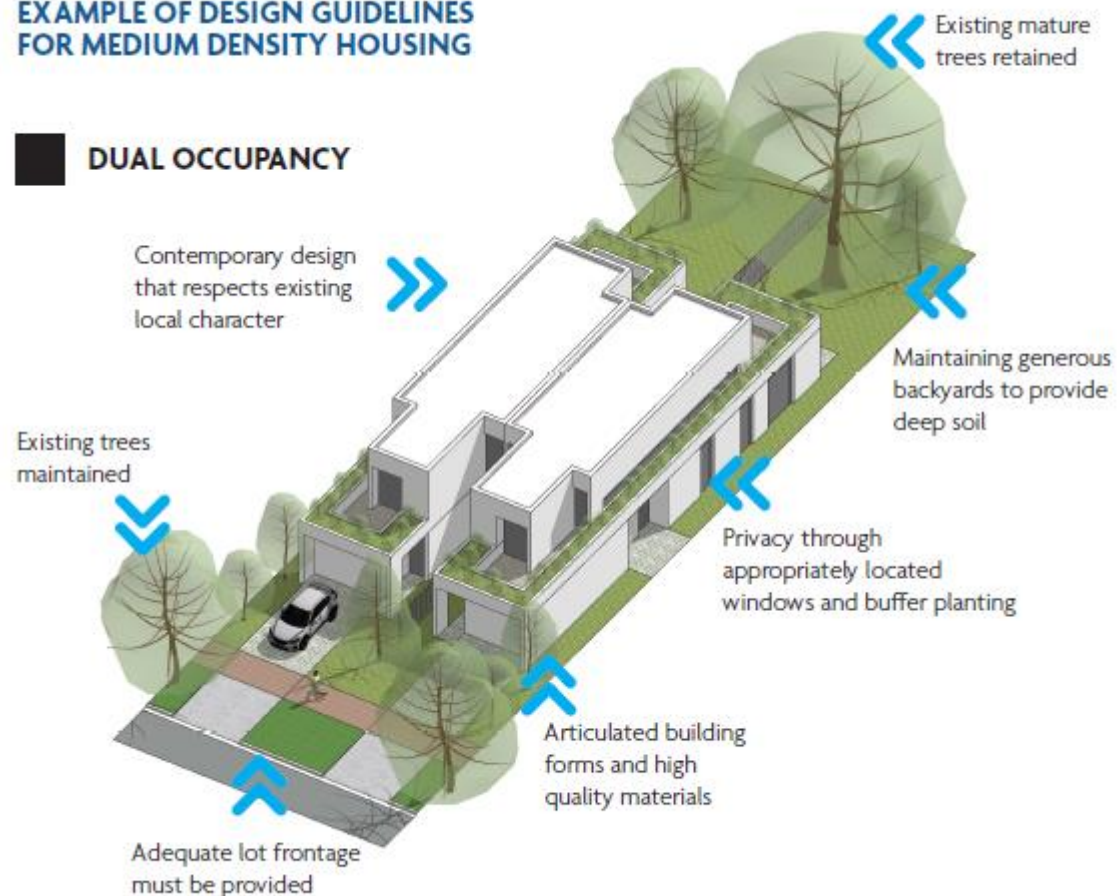 EXAMPLE OF DESIGN GUIDELINES
FOR MEDIUM DENSITY HOUSING
Existing mature
trees retained
DUAL OCCUPANCY
Contemporary design
that respects existing
local character
Maintaining generous
backyards to provide
deep soil
Existing trees
maintained
Privacy through
appropriately located
windows and buffer planting
Articulated building
forms and high
quality materials
Adequate lot frontage
must be provided